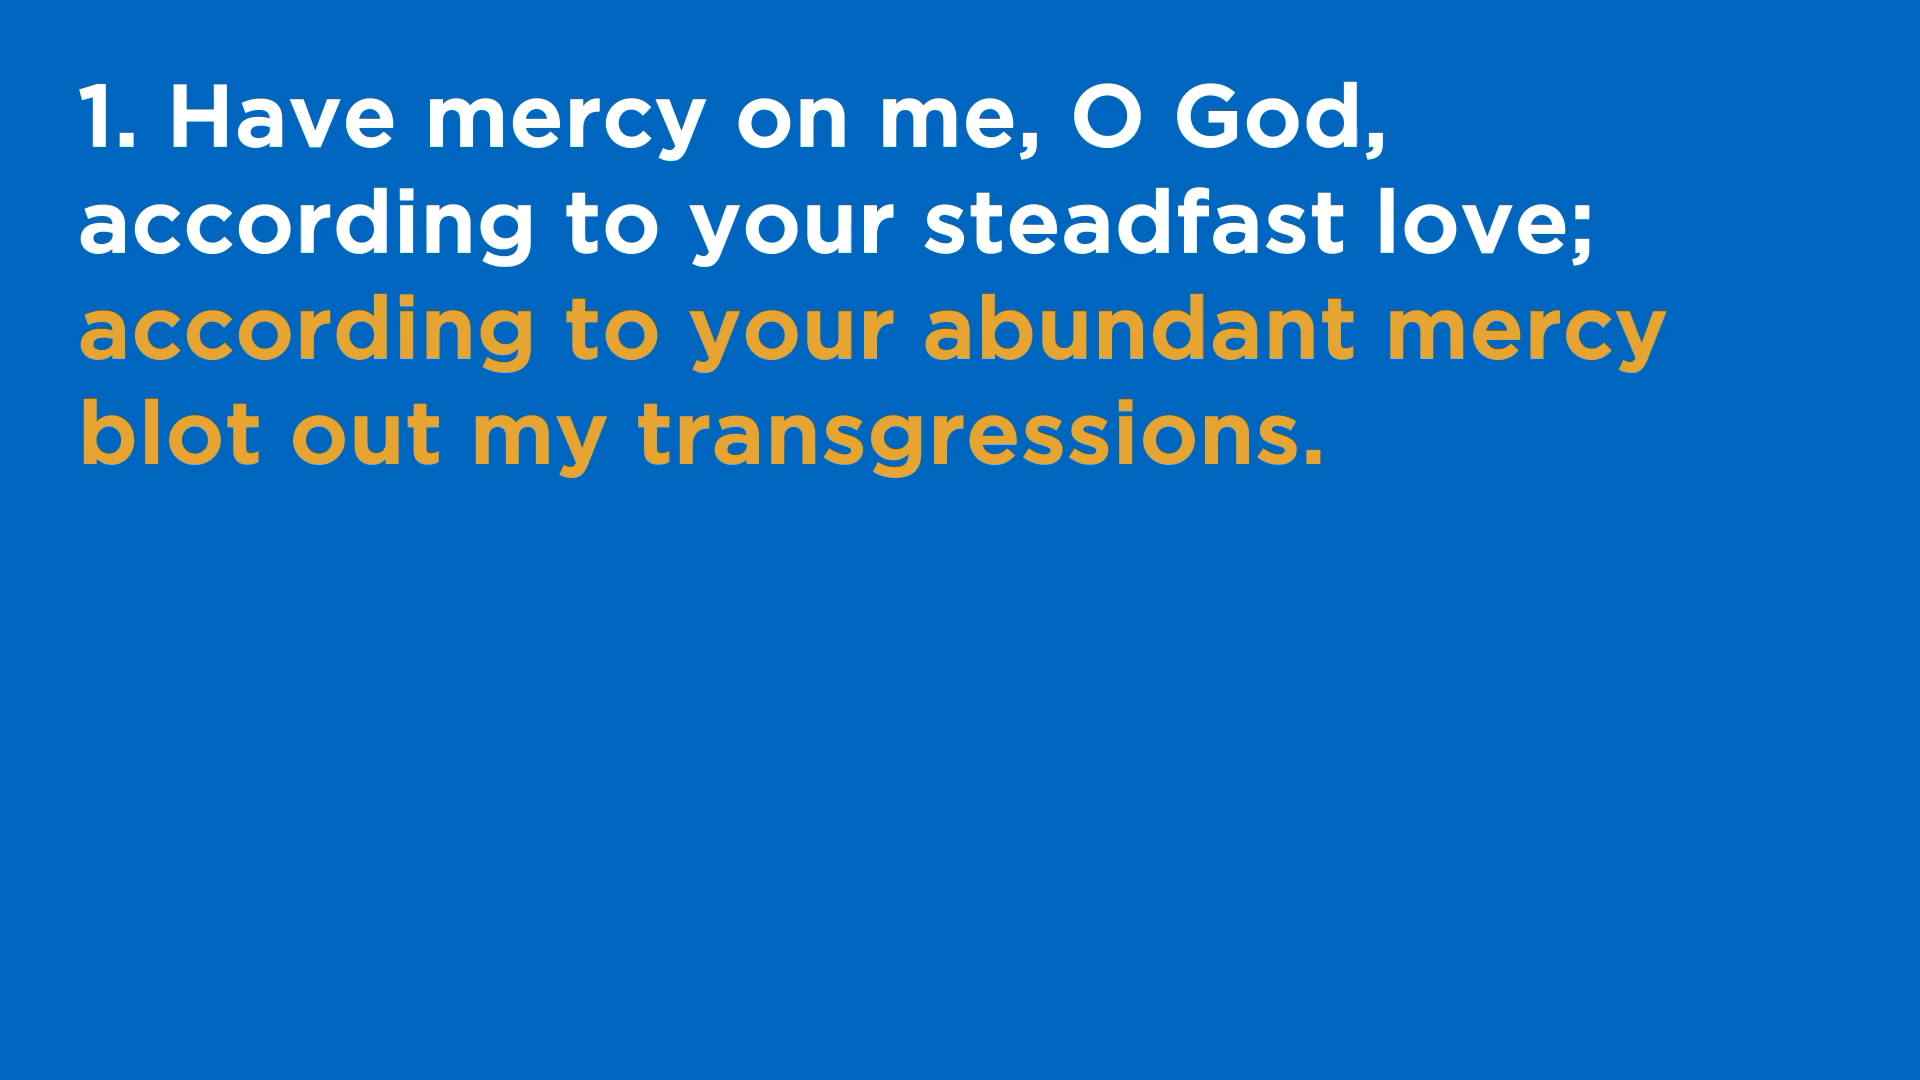 1. Have mercy on me, O God,
according to your steadfast love;
according to your abundant mercy
blot out my transgressions.